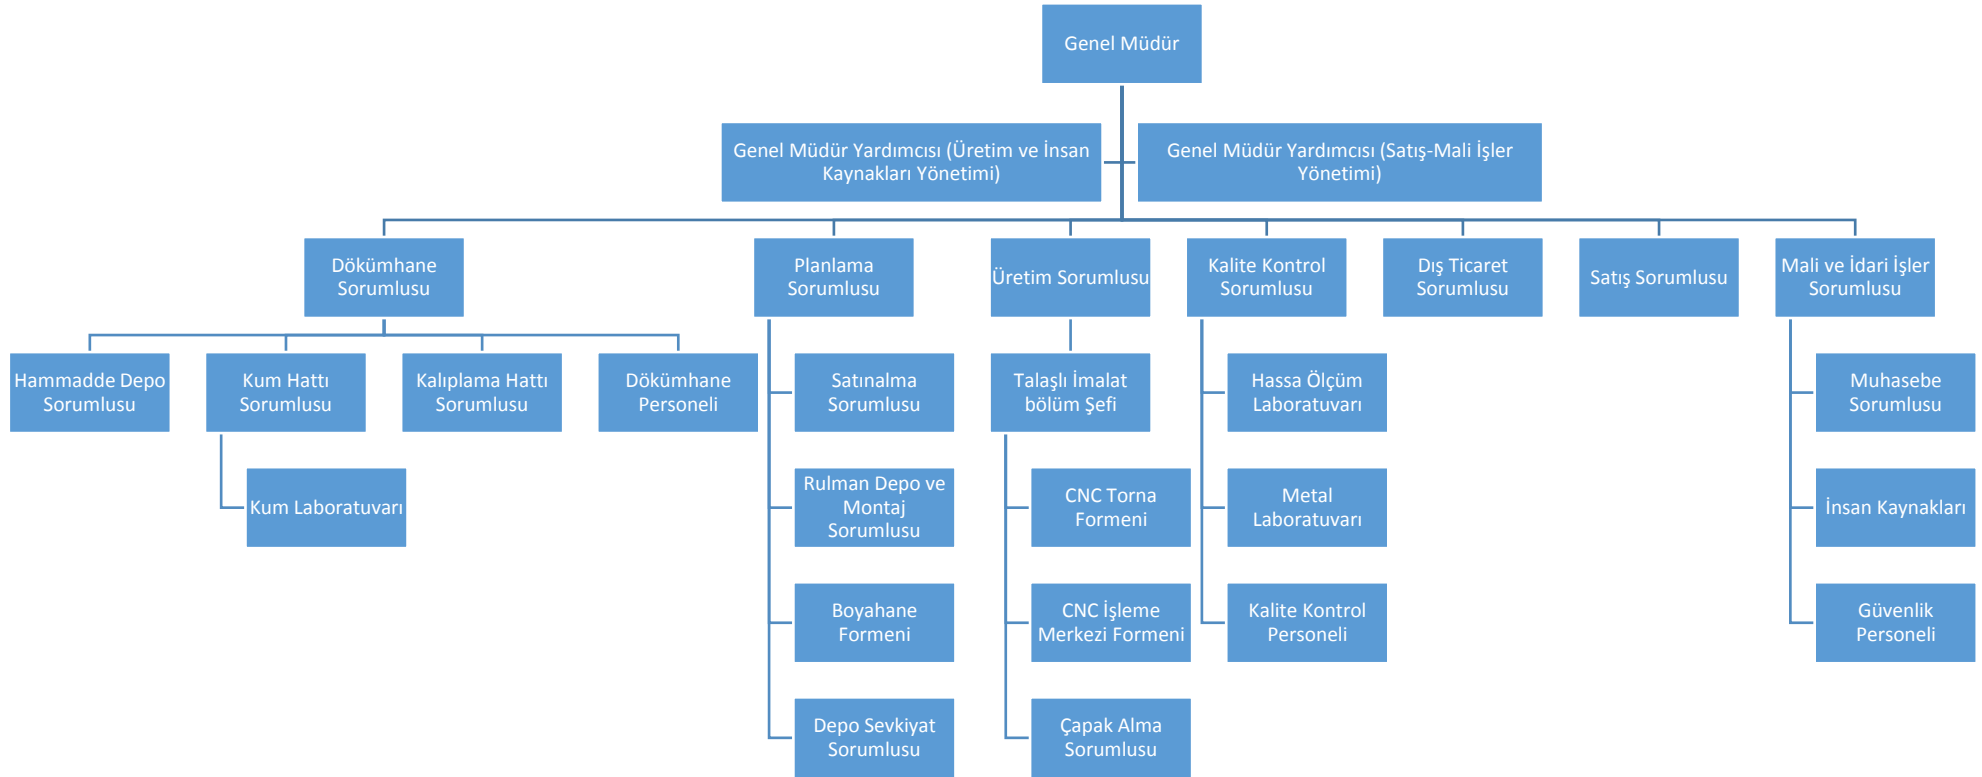 Genel Müdür
Genel Müdür Yardımcısı (Üretim ve İnsan
Kaynakları Yönetimi)
Genel Müdür Yardımcısı (Satış-Mali İşler
Yönetimi)
Dökümhane
Sorumlusu
Planlama
Sorumlusu
Üretim Sorumlusu
Kalite Kontrol
Sorumlusu
Dış Ticaret
Sorumlusu
Satış Sorumlusu
Mali ve İdari İşler
Sorumlusu
Hammadde Depo
Sorumlusu
Kum Hattı
Sorumlusu
Kalıplama Hattı
Sorumlusu
Dökümhane
Personeli
Satınalma
Sorumlusu
Talaşlı İmalat
bölüm Şefi
Hassa Ölçüm
Laboratuvarı
Muhasebe
Sorumlusu
Kum Laboratuvarı
Rulman Depo ve
Montaj
Sorumlusu
CNC Torna
Formeni
Metal
Laboratuvarı
İnsan Kaynakları
Boyahane
Formeni
CNC İşleme
Merkezi Formeni
Kalite Kontrol
Personeli
Güvenlik
Personeli
Depo Sevkiyat
Sorumlusu
Çapak Alma
Sorumlusu